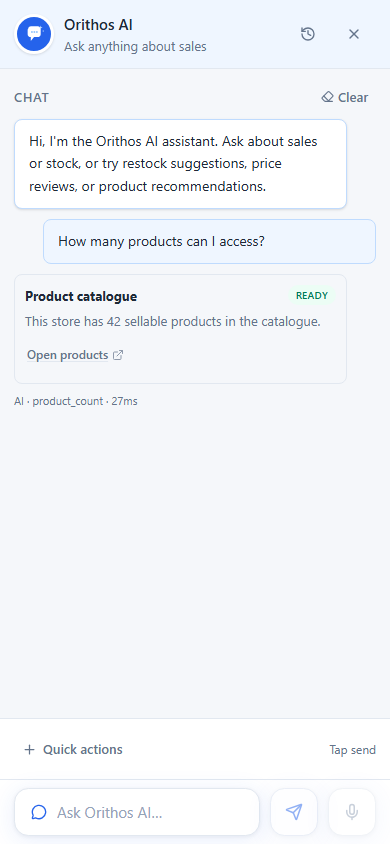 Orithos AI
Ask anything about sales
CHAT
Clear
Hi, I'm the Orithos AI assistant. Ask about sales
or stock, or try restock suggestions, price
reviews, or product recommendations.
How many products can I access?
Product catalogue
READY
This store has 42 sellable products in the catalogue.
Open products
AI · product_count · 27ms
Quick actions
Tap send
Ask Orithos AI...